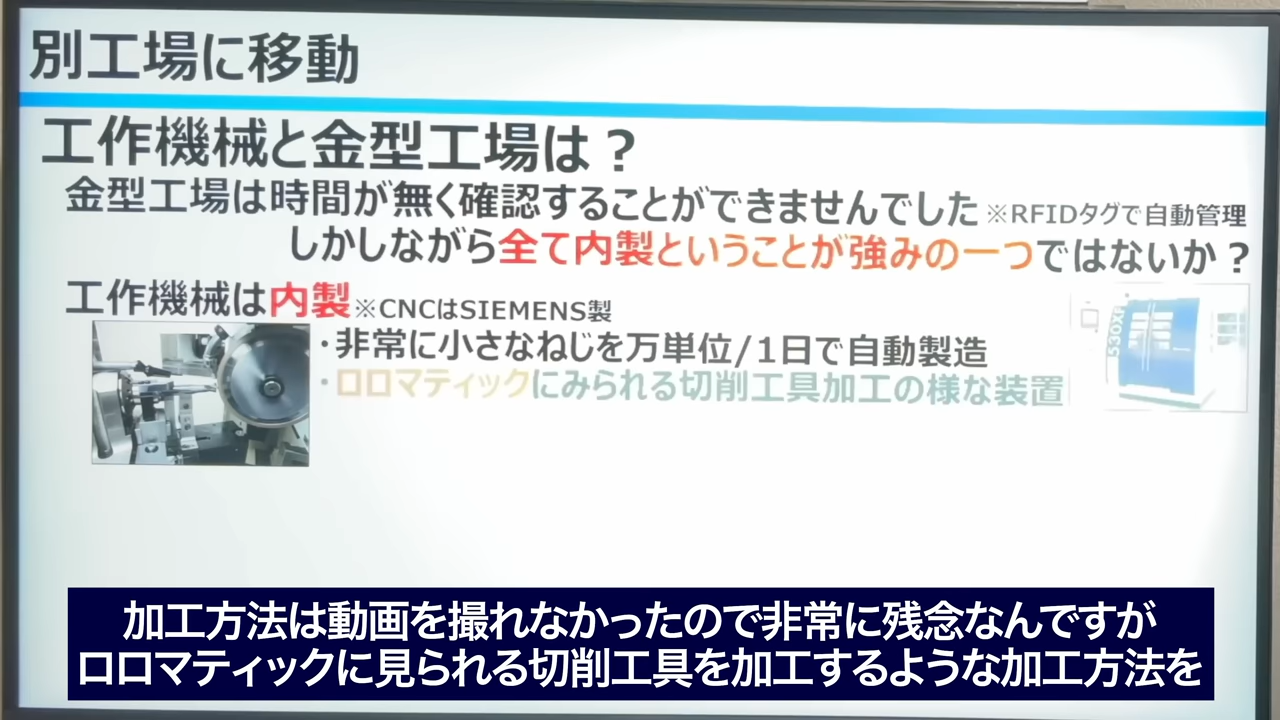 別工場に移動
工作機械と金型工場は？
金型工場は時間が無く確認することができませんでした ※RFIDタグで自動管理
しかしながら全て内製ということが強みの一つではないか？
工作機械は内製※CNCはSIEMENS製
・非常に小さなねじを万単位/1日で自動製造
・ロロマティックにみられる切削工具加工の様な装置
530XF
加工方法は動画を撮れなかったので非常に残念なんですが
ロロマティックに見られる切削工具を加工するような加工方法を